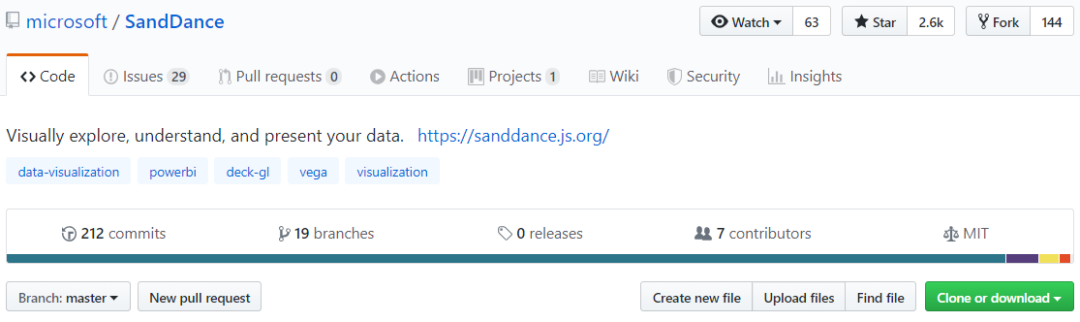 microsoft / SandDance Watch 63 Star 2.6k Fork 144
Code Issues 29 Pull requests 0 Actions Projects 1 Wiki Security Insights
Visually explore, understand, and present your data. https://sanddance.js.org/
data-visualization powerbi deck-gl vega visualization
212 commits 19 branches 0 releases 7 contributors MIT
Branch: master New pull request Create new file Upload files Find file Clone or download